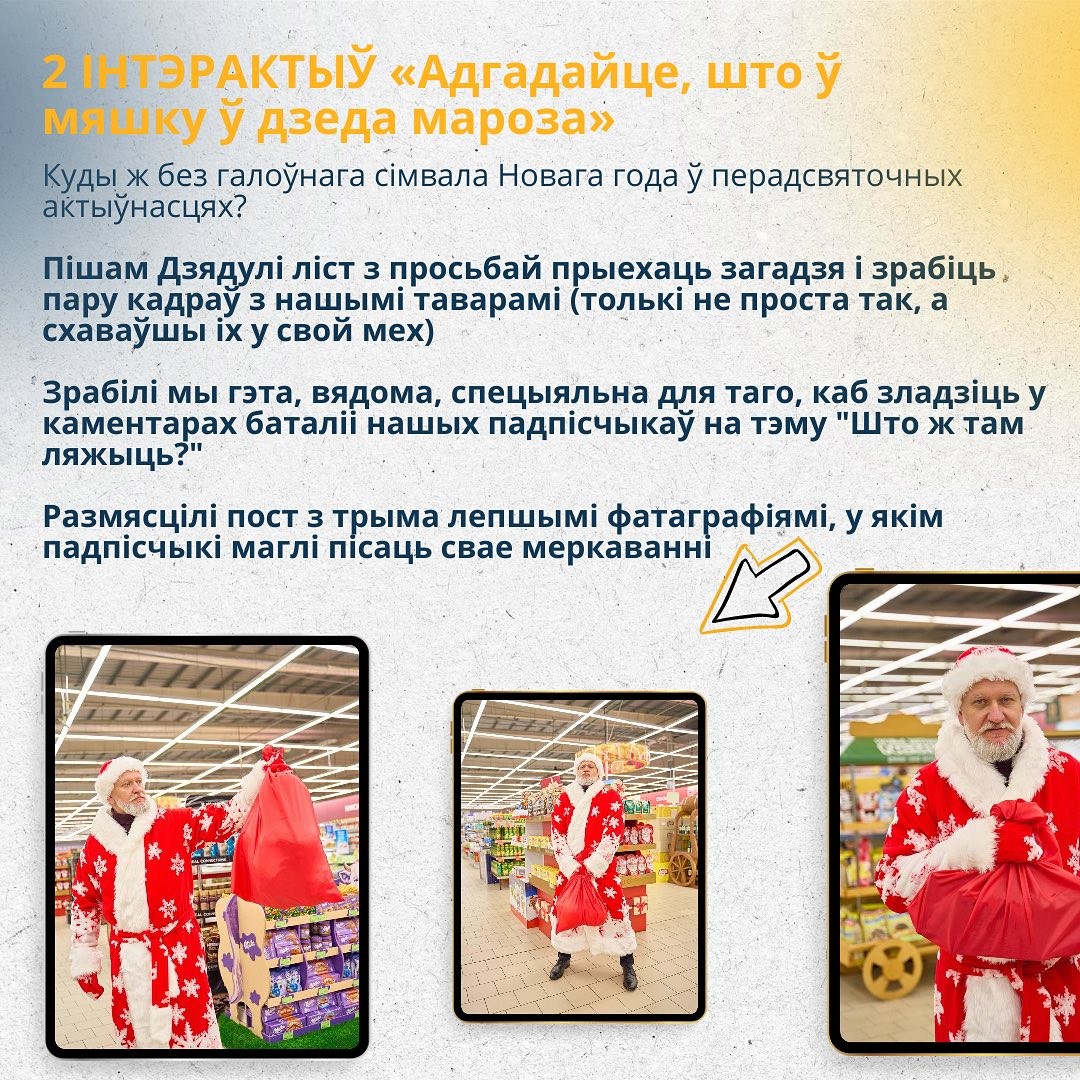 2 ІНТЭРАКТЫЎ «Адгадайце, што ў
мяшку ў дзеда мароза»
Куды ж без галоўнага сімвала Новага года ў перадсвяточных
актыўнасцях?
Пішам Дзядулі ліст з просьбай прыехаць загадзя і зрабіць
пару кадраў з нашымі таварамі (толькі не проста так, а
схаваўшы іх у свой мех)
Зрабілі мы гэта, вядома, спецыяльна для таго, каб зладзіць у
каментарах баталіі нашых падпісчыкаў на тэму "Што ж там
ляжыць?"
Размясцілі пост з трыма лепшымі фатаграфіямі, у якім
падпісчыкі маглі пісаць свае меркаванні